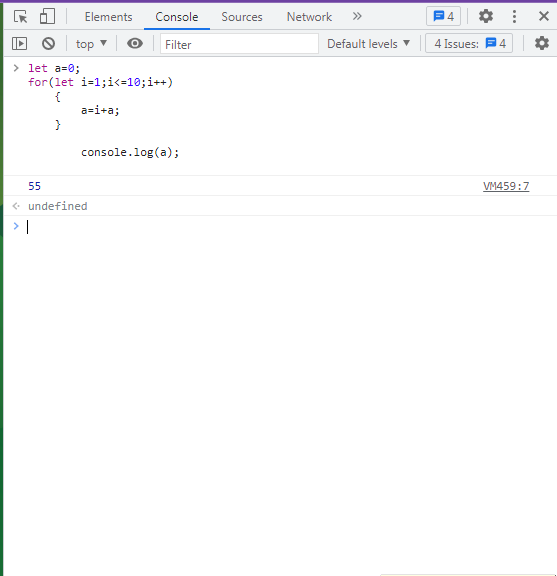 Elements Console Sources Network 4
top Filter Default levels 4 Issues: 4
let a=0;
for(let i=1;i<=10;i++)
{
a=i+a;
}
console.log(a);
55 VM459:7
undefined